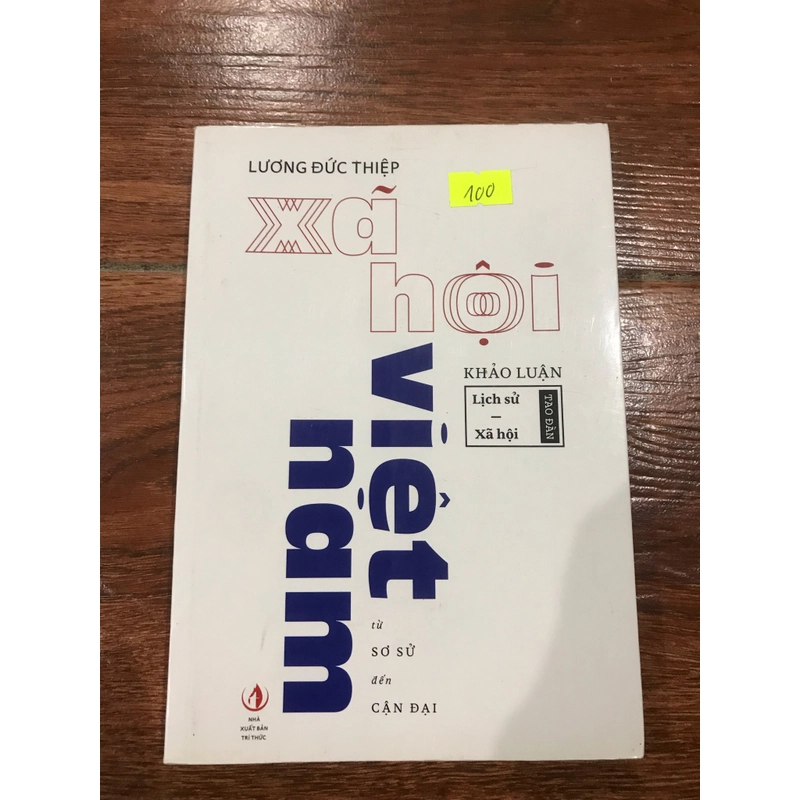 LƯƠNG ĐỨC THIỆP
100
xã
hội
việt
nam
KHẢO LUẬN
Lịch sử
—
Xã hội
TAO ĐÀN
từ
SƠ SỬ
đến
CẬN ĐẠI
NHÀ
XUẤT BẢN
TRI THỨC